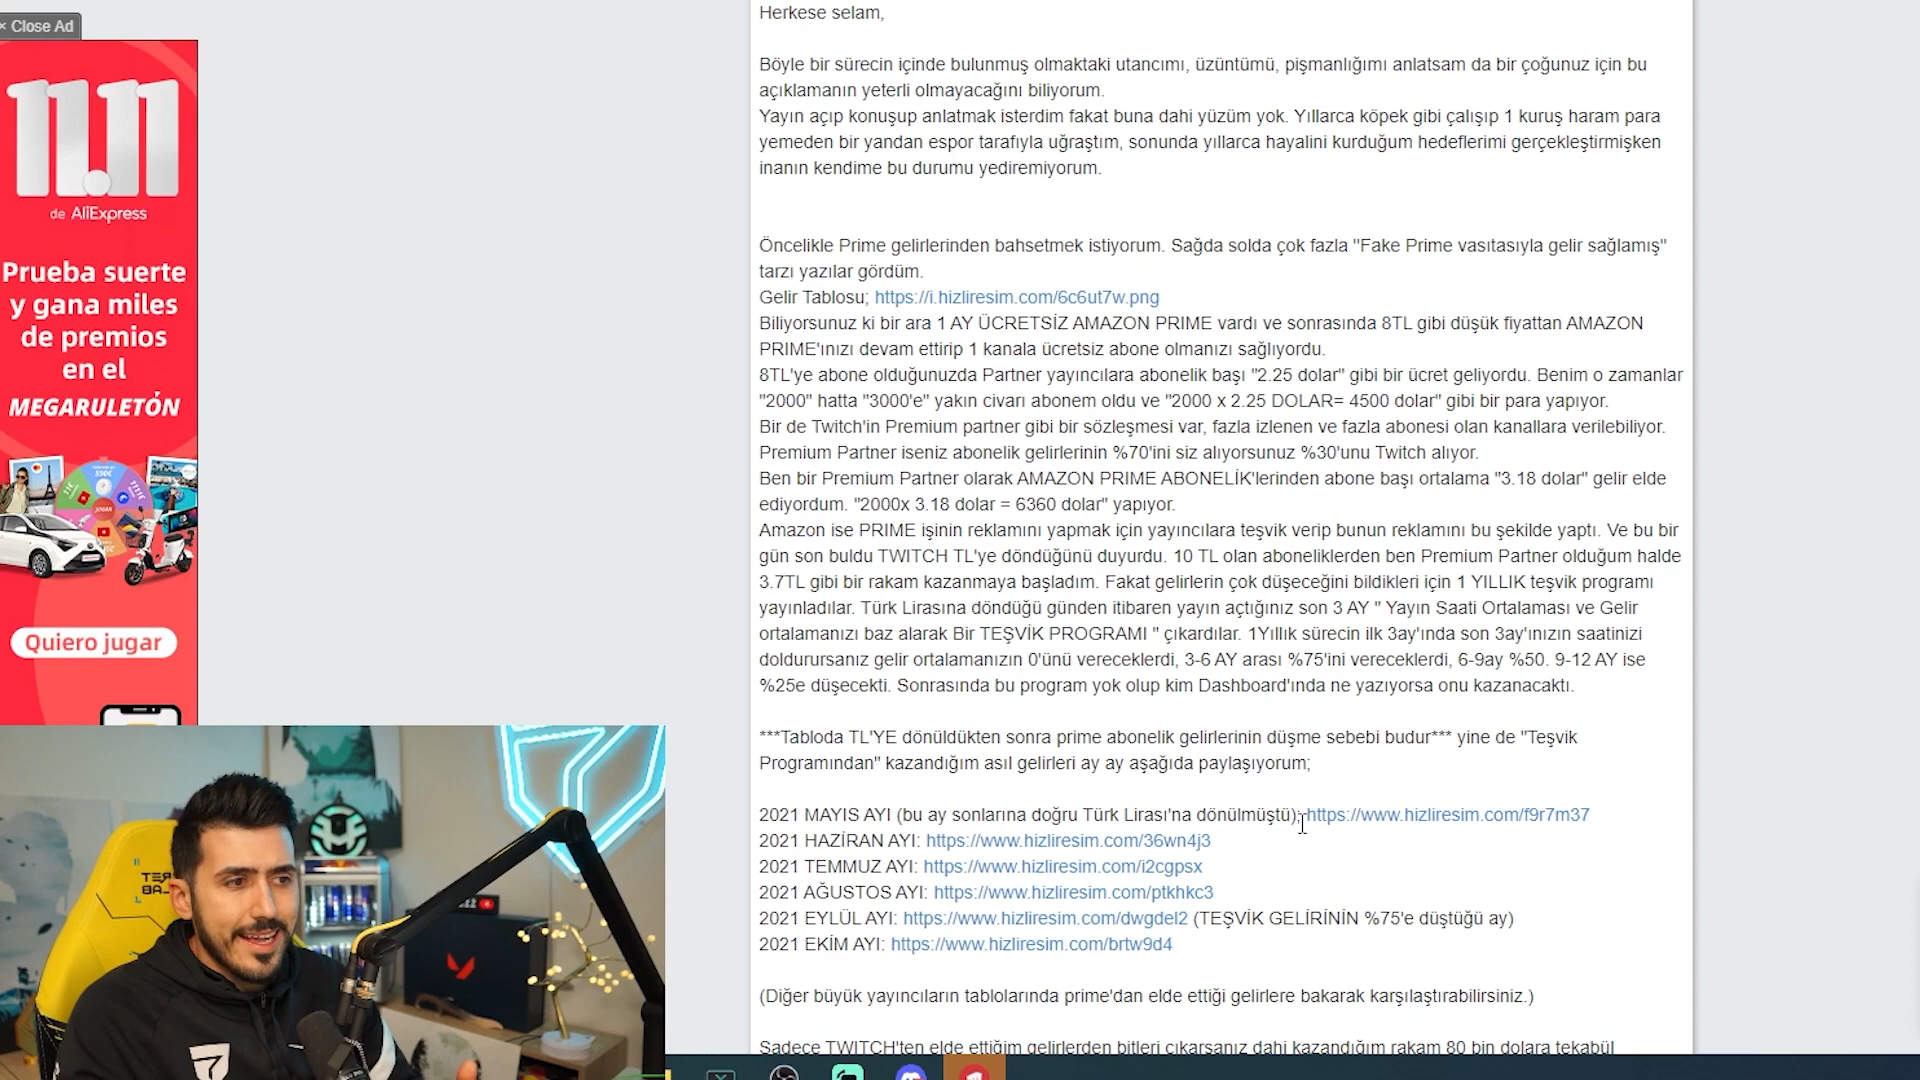 × Close Ad
11.11
de AliExpress
Prueba suerte
y gana miles
de premios
en el
MEGARULETÓN
Quiero jugar
Herkese selam,
Böyle bir sürecin içinde bulunmuş olmaktaki utancımı, üzüntümü, pişmanlığımı anlatsam da bir çoğunuz için bu
açıklamanın yeterli olmayacağını biliyorum.
Yayın açıp konuşup anlatmak isterdim fakat buna dahi yüzüm yok. Yıllarca köpek gibi çalışıp 1 kuruş haram para
yemeden bir yandan espor tarafıyla uğraştım, sonunda yıllarca hayalini kurduğum hedeflerimi gerçekleştirmişken
inanın kendime bu durumu yediremiyorum.
Öncelikle Prime gelirlerinden bahsetmek istiyorum. Sağda solda çok fazla "Fake Prime vasıtasıyla gelir sağlamış"
tarzı yazılar gördüm.
Gelir Tablosu; https://i.hizliresim.com/6c6ut7w.png
Biliyorsunuz ki bir ara 1 AY ÜCRETSİZ AMAZON PRIME vardı ve sonrasında 8TL gibi düşük fiyattan AMAZON
PRIME'ınızı devam ettirip 1 kanala ücretsiz abone olmanızı sağlıyordu.
8TL'ye abone olduğunuzda Partner yayıncılara abonelik başı "2.25 dolar" gibi bir ücret geliyordu. Benim o zamanlar
"2000" hatta "3000'e" yakın civarı abonem oldu ve "2000 x 2.25 DOLAR= 4500 dolar" gibi bir para yapıyor.
Bir de Twitch'in Premium partner gibi bir sözleşmesi var, fazla izlenen ve fazla abonesi olan kanallara verilebiliyor.
Premium Partner iseniz abonelik gelirlerinin %70'ini siz alıyorsunuz %30'unu Twitch alıyor.
Ben bir Premium Partner olarak AMAZON PRIME ABONELİK'lerinden abone başı ortalama "3.18 dolar" gelir elde
ediyordum. "2000x 3.18 dolar = 6360 dolar" yapıyor.
Amazon ise PRIME işinin reklamını yapmak için yayıncılara teşvik verip bunun reklamını bu şekilde yaptı. Ve bu bir
gün son buldu TWITCH TL'ye döndüğünü duyurdu. 10 TL olan aboneliklerden ben Premium Partner olduğum halde
3.7TL gibi bir rakam kazanmaya başladım. Fakat gelirlerin çok düşeceğini bildikleri için 1 YILLIK teşvik programı
yayınladılar. Türk Lirasına döndüğü günden itibaren yayın açtığınız son 3 AY " Yayın Saati Ortalaması ve Gelir
ortalamanızı baz alarak Bir TEŞVİK PROGRAMI " çıkardılar. 1Yıllık sürecin ilk 3ay'ında son 3ay'ınızın saatinizi
doldurursanız gelir ortalamanızın 0'ünü vereceklerdi, 3-6 AY arası %75'ini vereceklerdi, 6-9ay %50. 9-12 AY ise
%25e düşecekti. Sonrasında bu program yok olup kim Dashboard'ında ne yazıyorsa onu kazanacaktı.
***Tabloda TL'YE dönüldükten sonra prime abonelik gelirlerinin düşme sebebi budur*** yine de "Teşvik
Programından" kazandığım asıl gelirleri ay ay aşağıda paylaşıyorum;
2021 MAYIS AYI (bu ay sonlarına doğru Türk Lirası'na dönülmüştü); https://www.hizliresim.com/f9r7m37
2021 HAZİRAN AYI: https://www.hizliresim.com/36wn4j3
2021 TEMMUZ AYI: https://www.hizliresim.com/i2cgpsx
2021 AĞUSTOS AYI: https://www.hizliresim.com/ptkhkc3
2021 EYLÜL AYI: https://www.hizliresim.com/dwgdel2 (TEŞVİK GELİRİNİN %75'e düştüğü ay)
2021 EKİM AYI: https://www.hizliresim.com/brtw9d4
(Diğer büyük yayıncıların tablolarında prime'dan elde ettiği gelirlere bakarak karşılaştırabilirsiniz.)
Sadece TWITCH'ten elde ettiğim gelirlerden bitleri çıkarsanız dahi kazandığım rakam 80 bin dolara tekabül